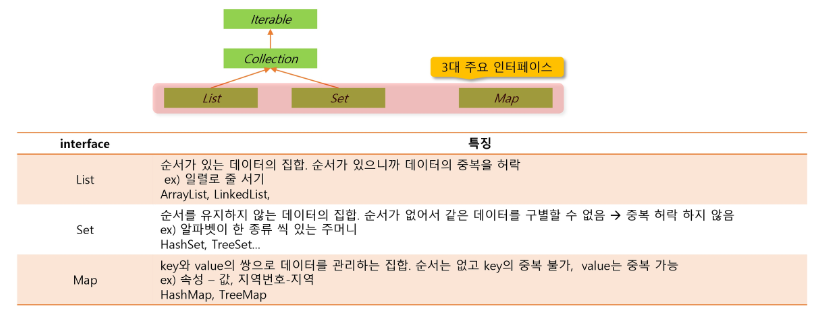 Iterable
Collection
3대 주요 인터페이스
List
Set
Map
interface
특징
List
순서가 있는 데이터의 집합. 순서가 있으니까 데이터의 중복을 허락
ex) 일렬로 줄 서기
ArrayList, LinkedList,
Set
순서를 유지하지 않는 데이터의 집합. 순서가 없어서 같은 데이터를 구별할 수 없음 → 중복 허락 하지 않음
ex) 알파벳이 한 종류 씩 있는 주머니
HashSet, TreeSet...
Map
key와 value의 쌍으로 데이터를 관리하는 집합. 순서는 없고 key의 중복 불가, value는 중복 가능
ex) 속성 – 값, 지역번호-지역
HashMap, TreeMap